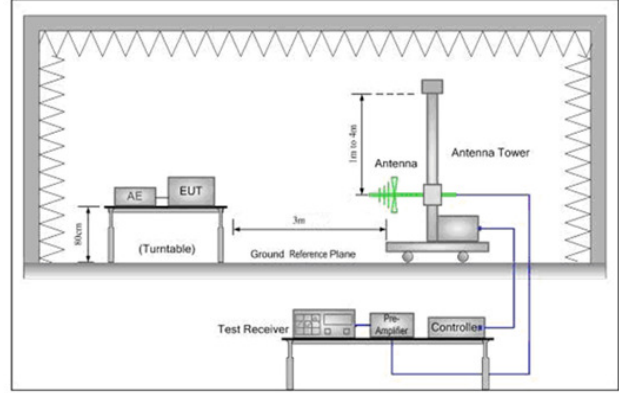 1m to 4m
Antenna
Antenna Tower
AE
EUT
80cm
(Turntable)
3m
Ground Reference Plane
Test Receiver
Pre-
Amplifier
Controller